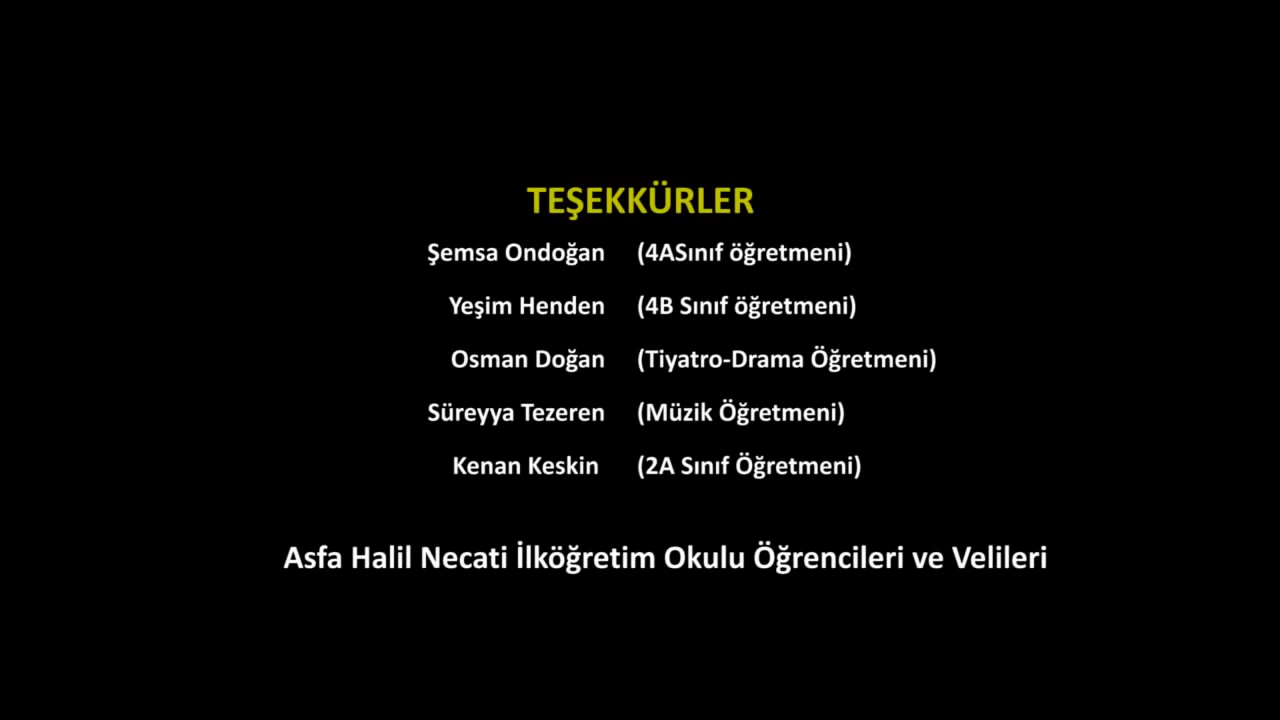 TEŞEKKÜRLER
Şemsa Ondoğan (4ASınıf öğretmeni)
Yeşim Henden (4B Sınıf öğretmeni)
Osman Doğan (Tiyatro-Drama Öğretmeni)
Süreyya Tezeren (Müzik Öğretmeni)
Kenan Keskin (2A Sınıf Öğretmeni)
Asfa Halil Necati İlköğretim Okulu Öğrencileri ve Velileri